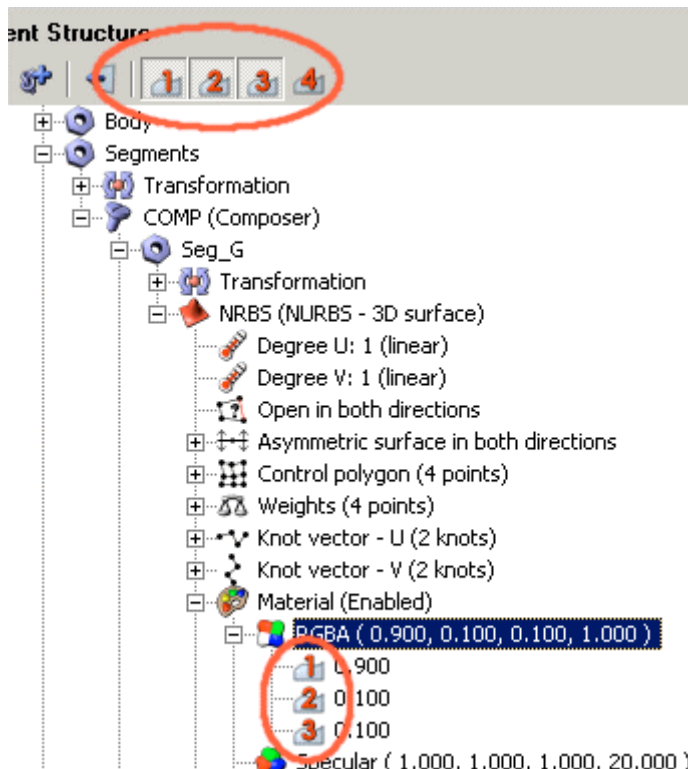 ent Structure
1 2 3 4
Body
Segments
Transformation
COMP (Composer)
Seg_G
Transformation
NRBS (NURBS - 3D surface)
Degree U: 1 (linear)
Degree V: 1 (linear)
Open in both directions
Asymmetric surface in both directions
Control polygon (4 points)
Weights (4 points)
Knot vector - U (2 knots)
Knot vector - V (2 knots)
Material (Enabled)
RGBA ( 0.900, 0.100, 0.100, 1.000 )
1 0.900
2 0.100
3 0.100
Specular ( 1.000, 1.000, 1.000, 20.000 )